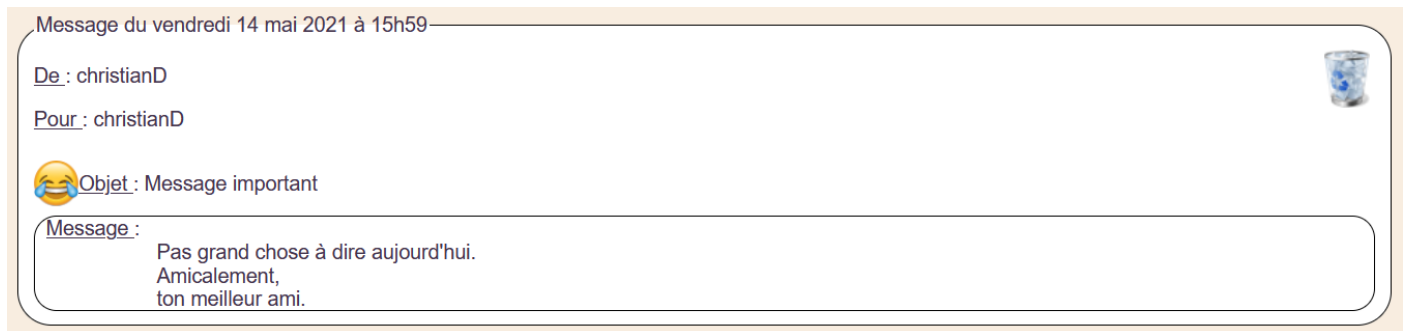 Message du vendredi 14 mai 2021 à 15h59
De : christianD
Pour : christianD
Objet : Message important
Message :
Pas grand chose à dire aujourd'hui.
Amicalement,
ton meilleur ami.